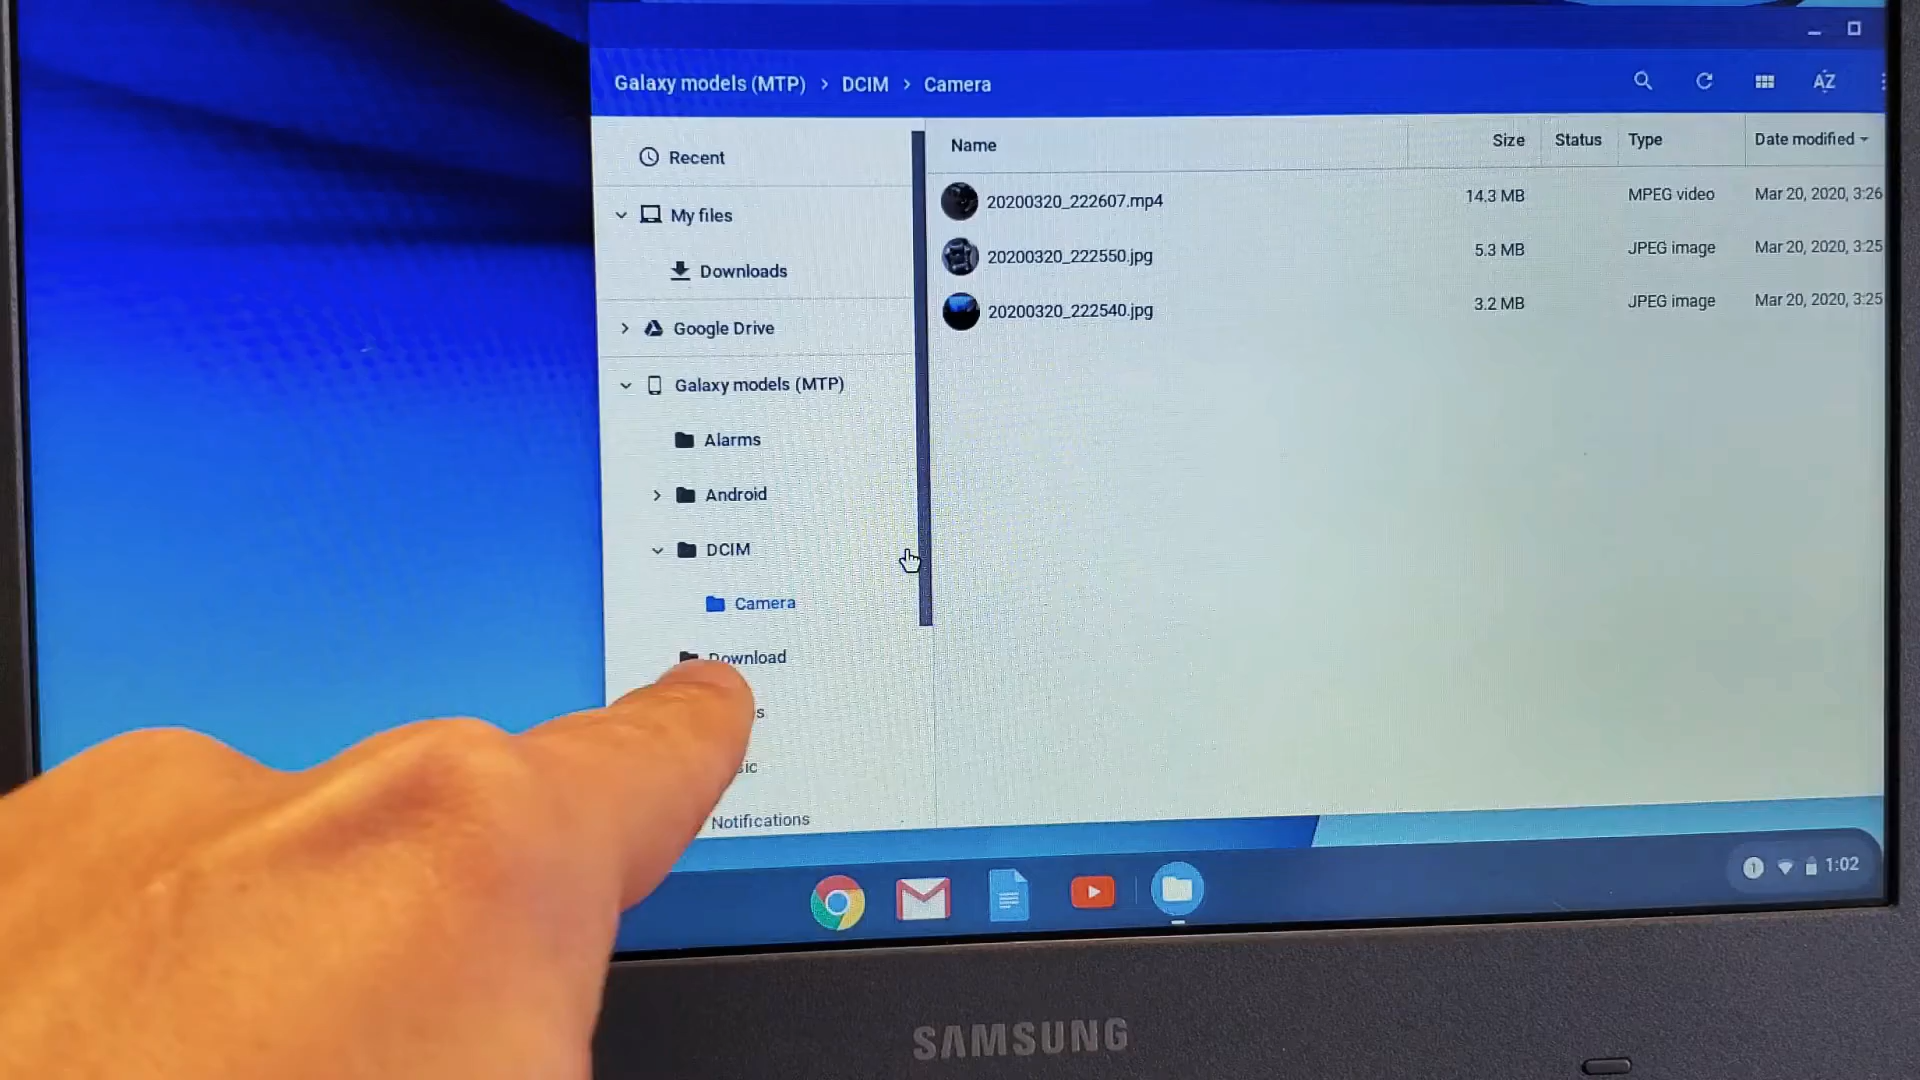 Galaxy models (MTP) > DCIM > Camera
AZ
Recent
My files
Downloads
Google Drive
Galaxy models (MTP)
Alarms
Android
DCIM
Camera
Download
s
sic
Notifications
Name Size Status Type Date modified
20200320_222607.mp4 14.3 MB MPEG video Mar 20, 2020, 3:26
20200320_222550.jpg 5.3 MB JPEG image Mar 20, 2020, 3:25
20200320_222540.jpg 3.2 MB JPEG image Mar 20, 2020, 3:25
1 1:02
SAMSUNG